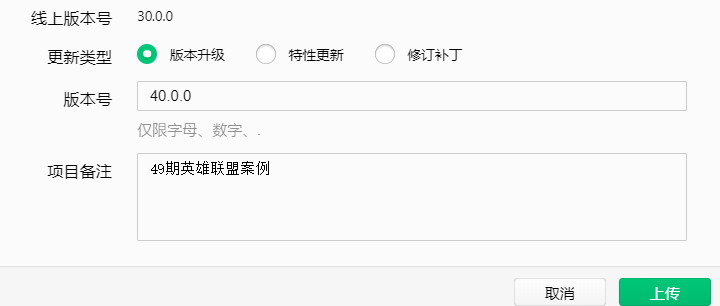 线上版本号 30.0.0
更新类型 版本升级 特性更新 修订补丁
版本号 40.0.0
仅限字母、数字、.
项目备注 49期英雄联盟案例
取消 上传